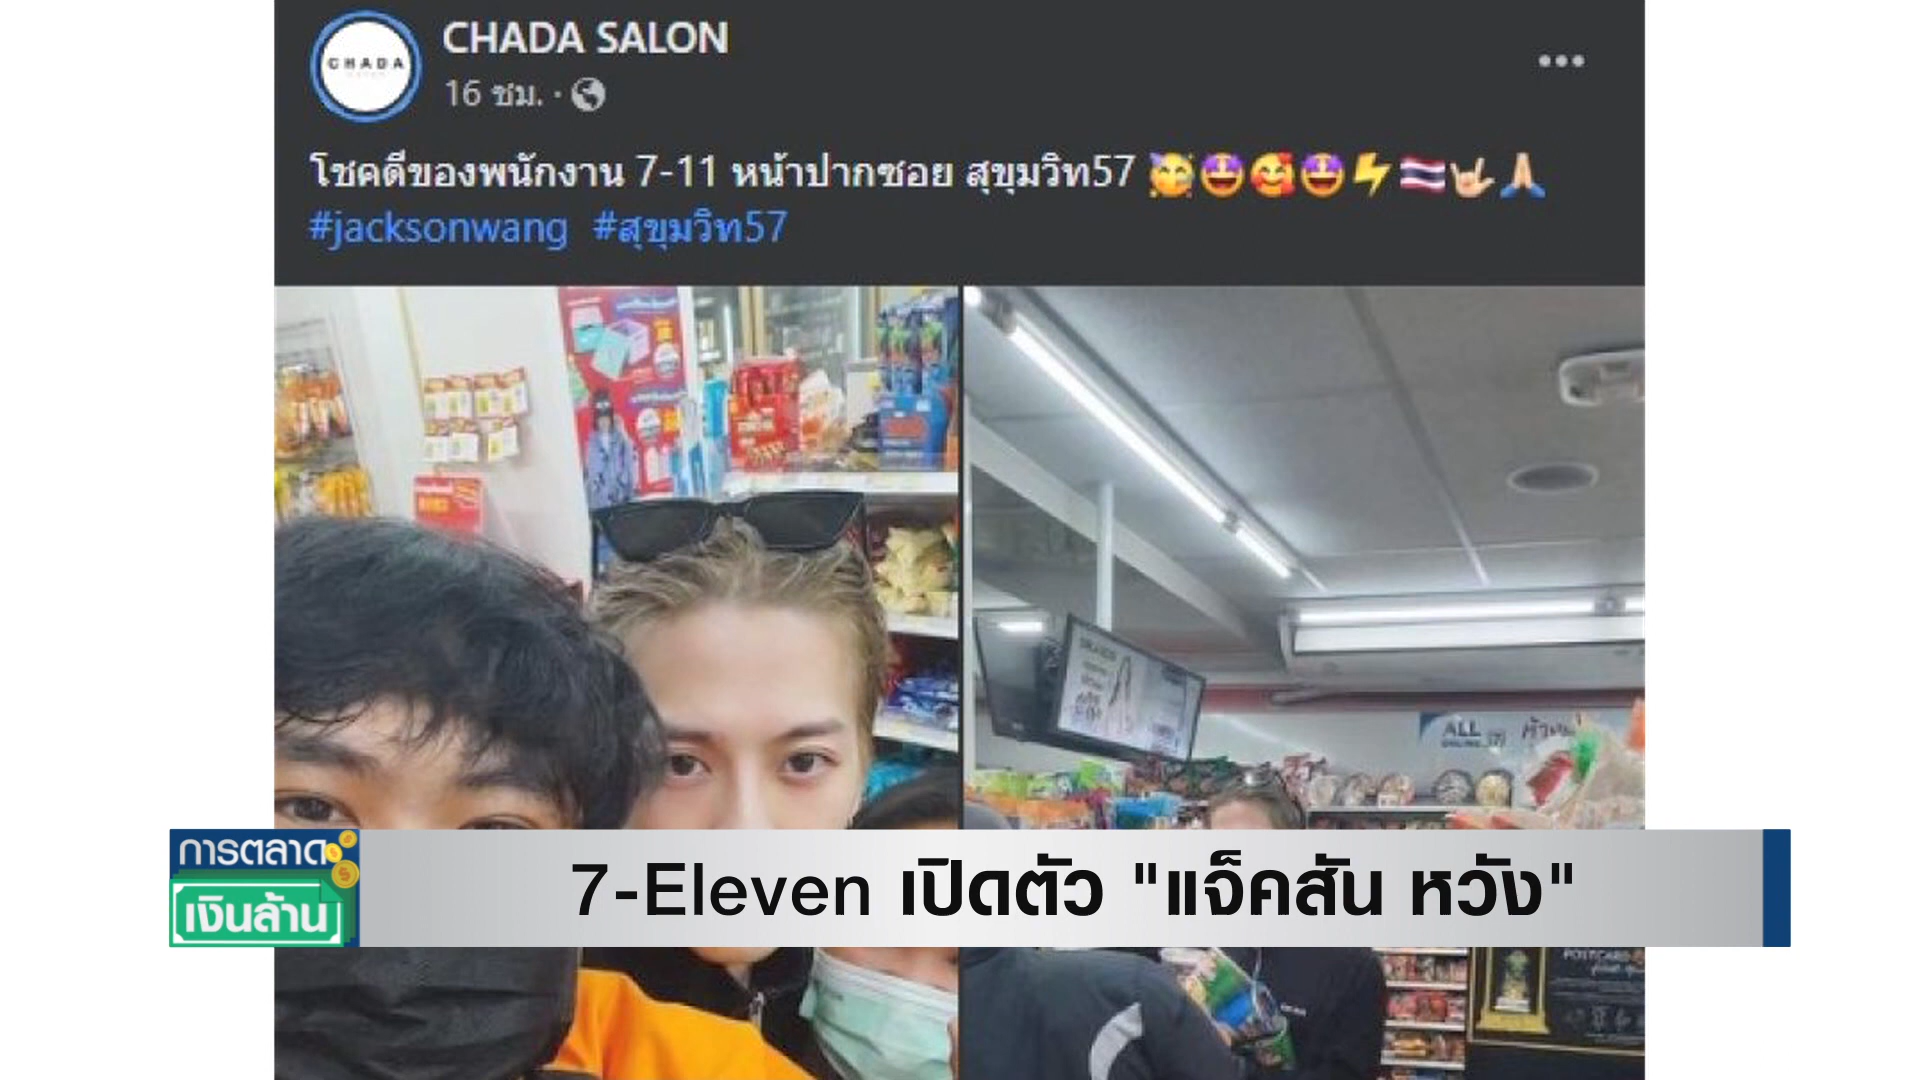 CHADA
CHADA SALON
16 ชม.
โชคดีของพนักงาน 7-11 หน้าปากซอย สุขุมวิท57
#jacksonwang #สุขุมวิท57
ALL
การตลาด
เงินล้าน
7-Eleven เปิดตัว "แจ็คสัน หวัง"
POSTCARD